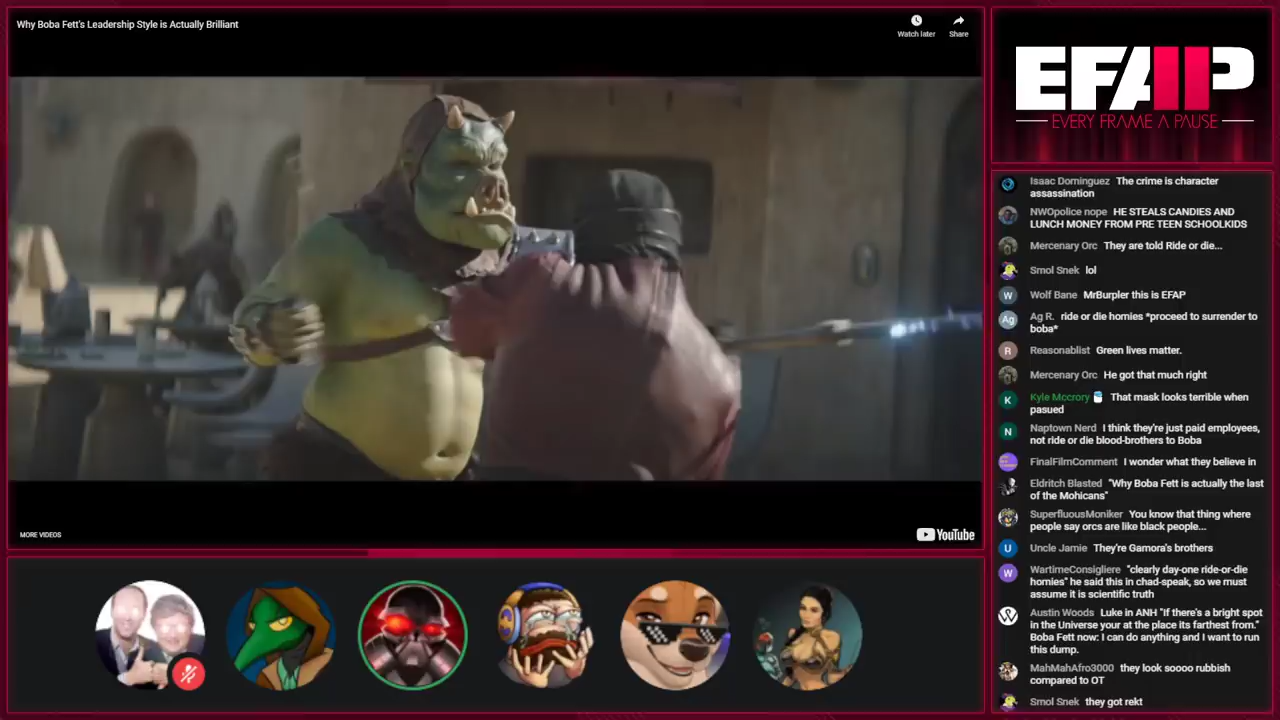 Why Boba Fett's Leadership Style is Actually Brilliant
Watch later
Share
MORE VIDEOS
YouTube
EFAP
EVERY FRAME A PAUSE
Isaac Dominguez The crime is character
assassination
NWOpolice nope HE STEALS CANDIES AND
LUNCH MONEY FROM PRE TEEN SCHOOLKIDS
Mercenary Orc They are told Ride or die...
Smol Snek lol
W
Wolf Bane MrBurpler this is EFAP
Ag
Ag R. ride or die homies *proceed to surrender to
boba*
R
Reasonablist Green lives matter.
Mercenary Orc He got that much right
K
Kyle Mccrory That mask looks terrible when
pasued
N
Naptown Nerd I think they're just paid employees,
not ride or die blood-brothers to Boba
FinalFilmComment I wonder what they believe in
Eldritch Blasted "Why Boba Fett is actually the last
of the Mohicans"
SuperfluousMoniker You know that thing where
people say orcs are like black people...
U
Uncle Jamie They're Gamora's brothers
W
WartimeConsigliere "clearly day-one ride-or-die
homies" he said this in chad-speak, so we must
assume it is scientific truth
Austin Woods Luke in ANH "If there's a bright spot
in the Universe your at the place its farthest from."
Boba Fett now: I can do anything and I want to run
this dump.
MahMahAfro3000 they look soooo rubbish
compared to OT
Smol Snek they got rekt